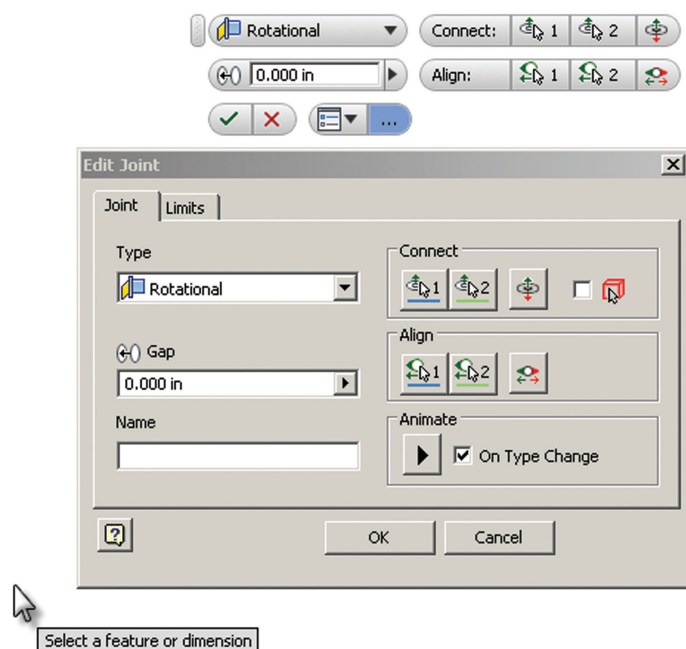 Rotational
Connect: 1 2
0.000 in
Align: 1 2
...
Edit Joint
Joint Limits
Type
Rotational
Gap
0.000 in
Name
Connect
1 2
Align
1 2
Animate
On Type Change
?
OK Cancel
Select a feature or dimension